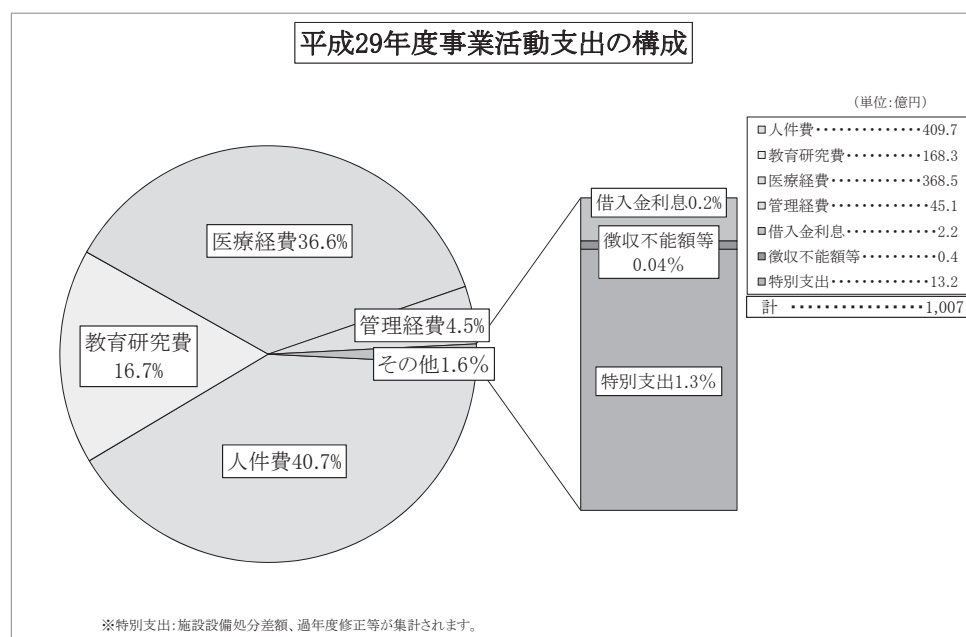 平成29年度事業活動支出の構成
(単位:億円)
人件費・・・・・・・・・・・・・・409.7
教育研究費・・・・・・・・・・168.3
医療経費・・・・・・・・・・・・368.5
管理経費・・・・・・・・・・・・・45.1
借入金利息・・・・・・・・・・・・2.2
徴収不能額等・・・・・・・・・・0.4
特別支出・・・・・・・・・・・・・13.2
計 ・・・・・・・・・・・・・・・・1,007
借入金利息0.2%
徴収不能額等
0.04%
医療経費36.6%
管理経費4.5%
教育研究費
16.7%
その他1.6%
特別支出1.3%
人件費40.7%
※特別支出:施設設備処分差額、過年度修正等が集計されます。